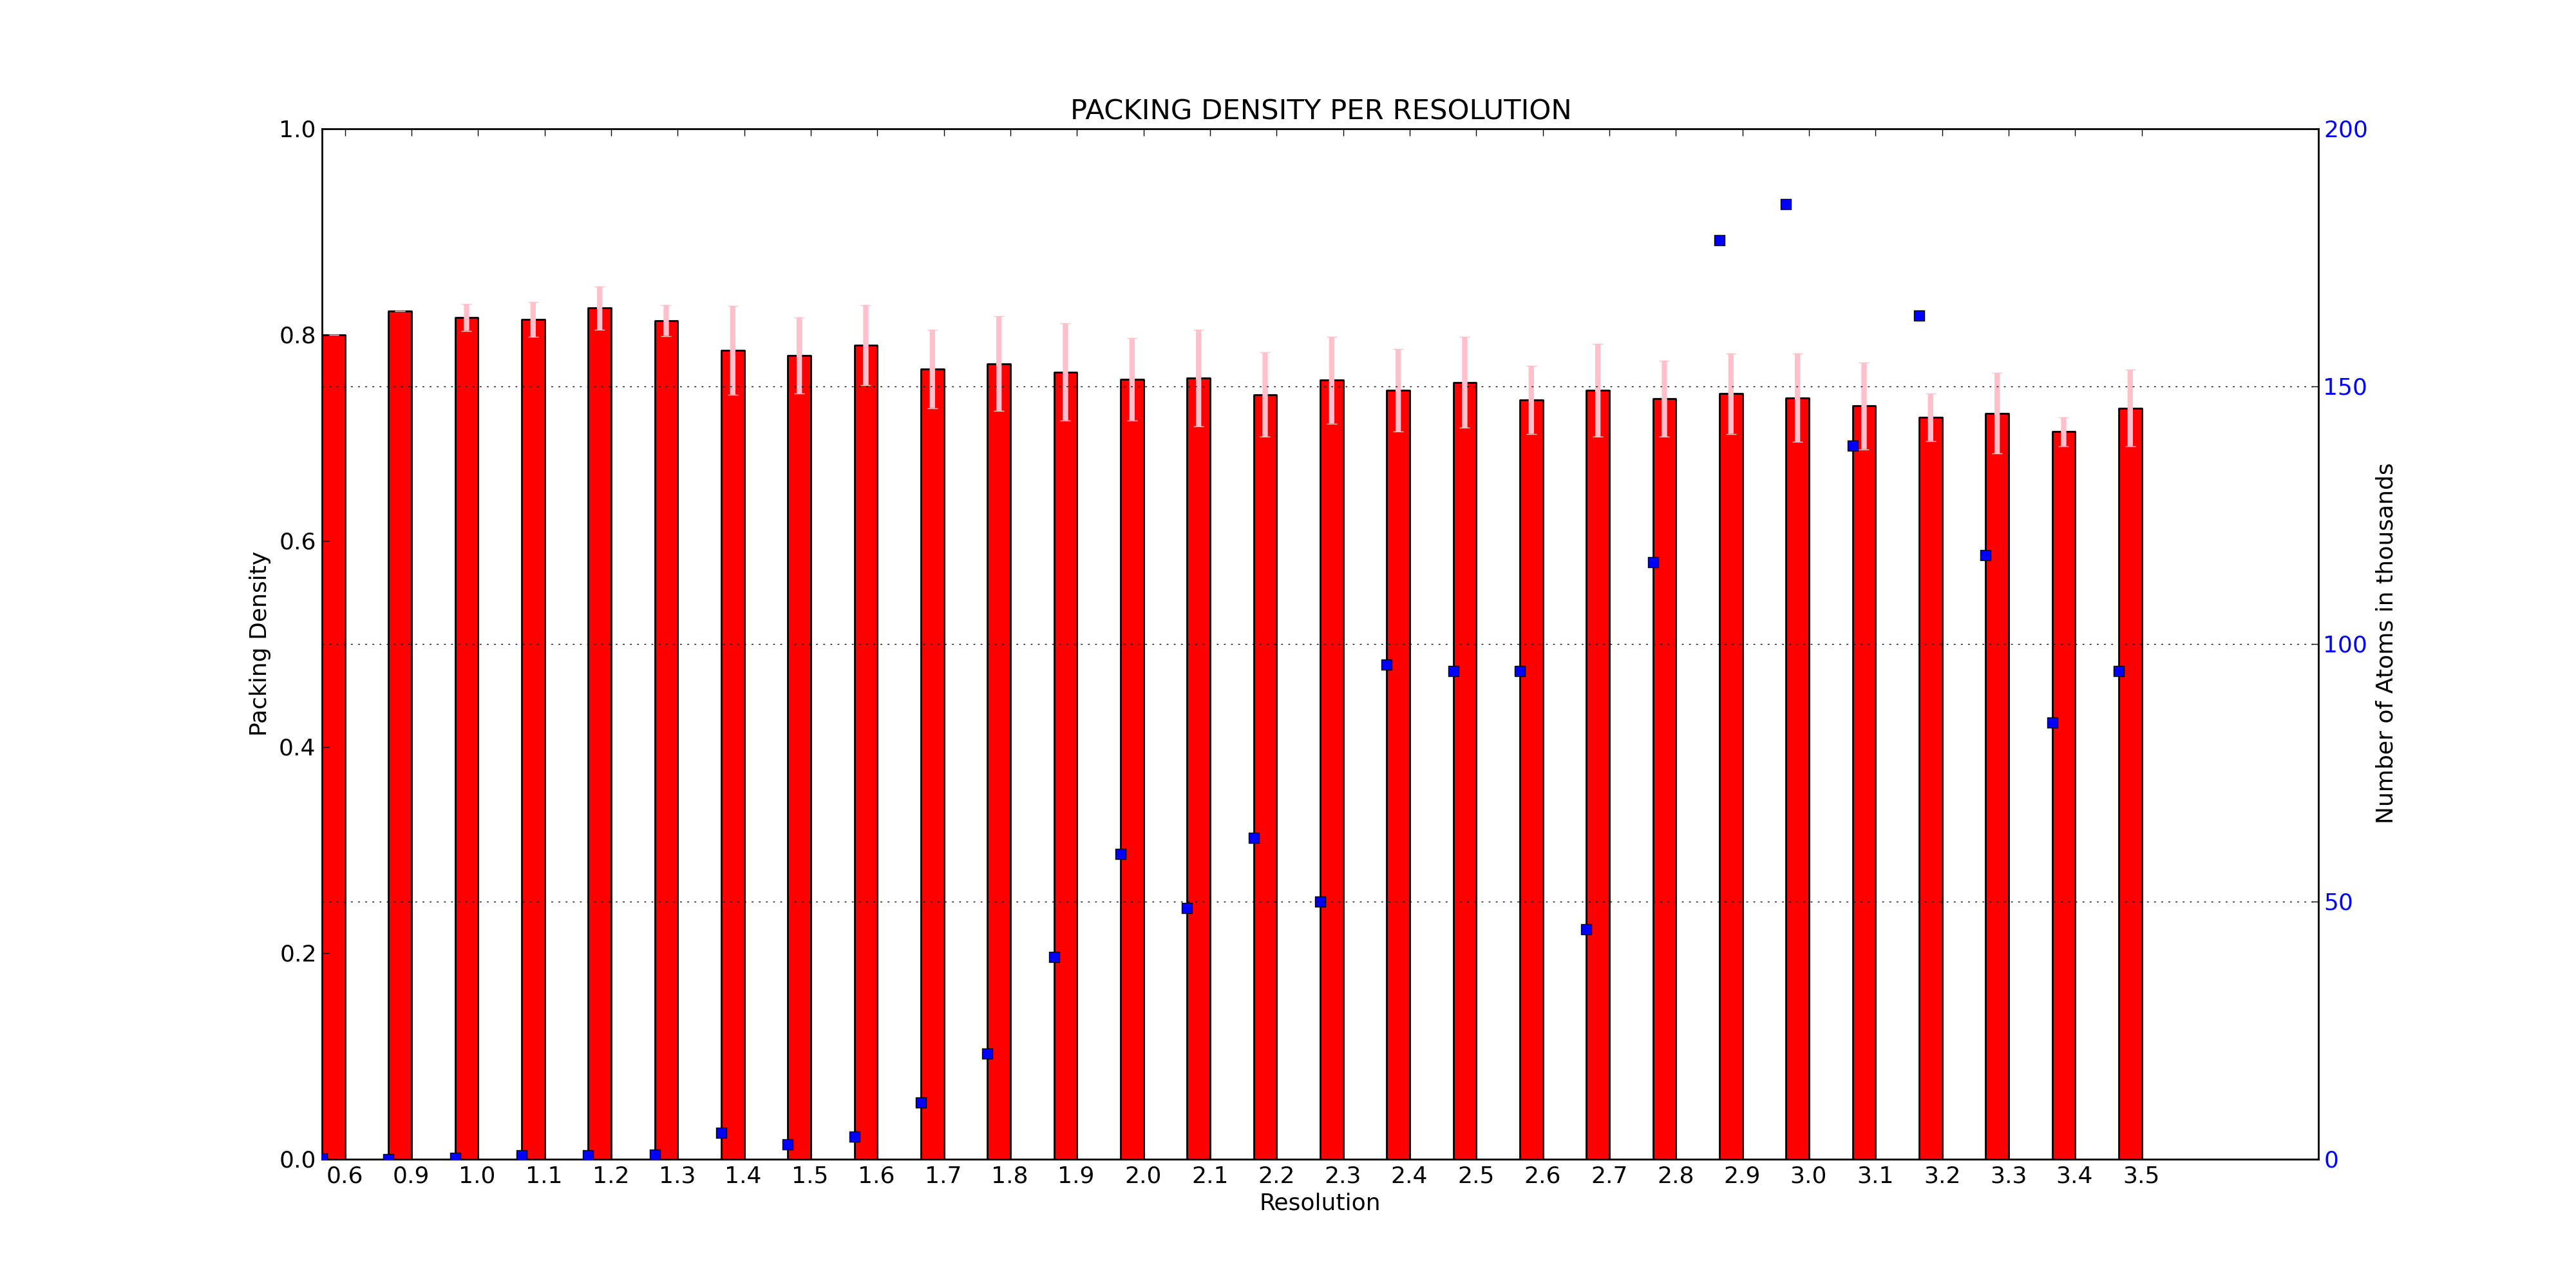 PACKING DENSITY PER RESOLUTION
1.0
0.8
0.6
0.4
0.2
0.0
Packing Density
200
150
100
50
0
Number of Atoms in thousands
0.6 0.9 1.0 1.1 1.2 1.3 1.4 1.5 1.6 1.7 1.8 1.9 2.0 2.1 2.2 2.3 2.4 2.5 2.6 2.7 2.8 2.9 3.0 3.1 3.2 3.3 3.4 3.5
Resolution